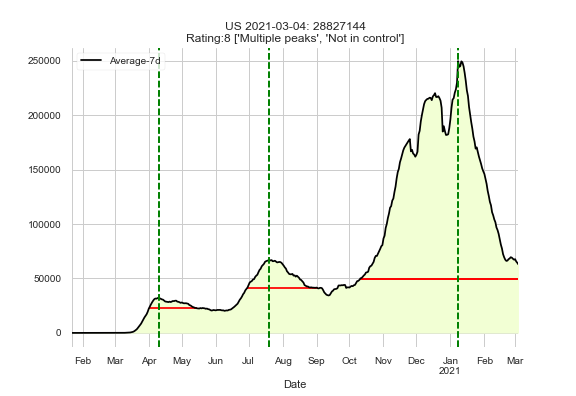 US 2021-03-04: 28827144
Rating:8 ['Multiple peaks', 'Not in control']
Average-7d
250000
200000
150000
100000
50000
0
Feb Mar Apr May Jun Jul Aug Sep Oct Nov Dec Jan Feb Mar
2021
Date